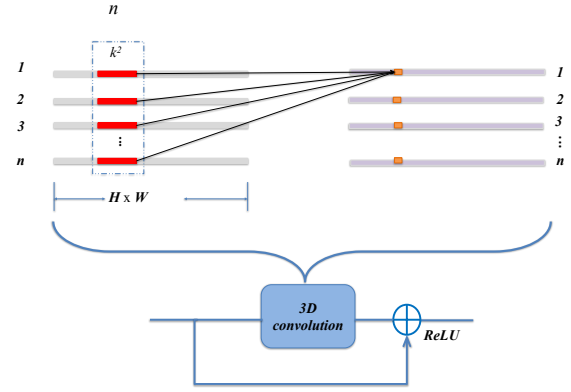 n
k²
1 1
2 2
3 3
⋮ ⋮
n n
H x W
3D
convolution
ReLU